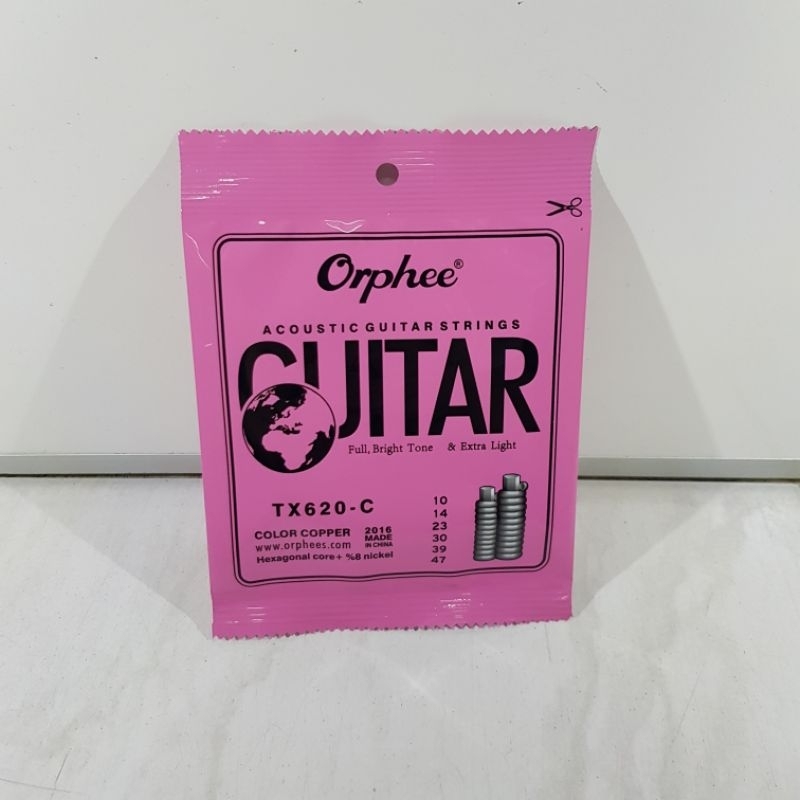 Orphee®
ACOUSTIC GUITAR STRINGS
GUITAR
Full, Bright Tone & Extra Light
TX620-C
COLOR COPPER
www.orphees.com
2016
MADE
IN CHINA
Hexagonal core+ %8 nickel
10
14
23
30
39
47